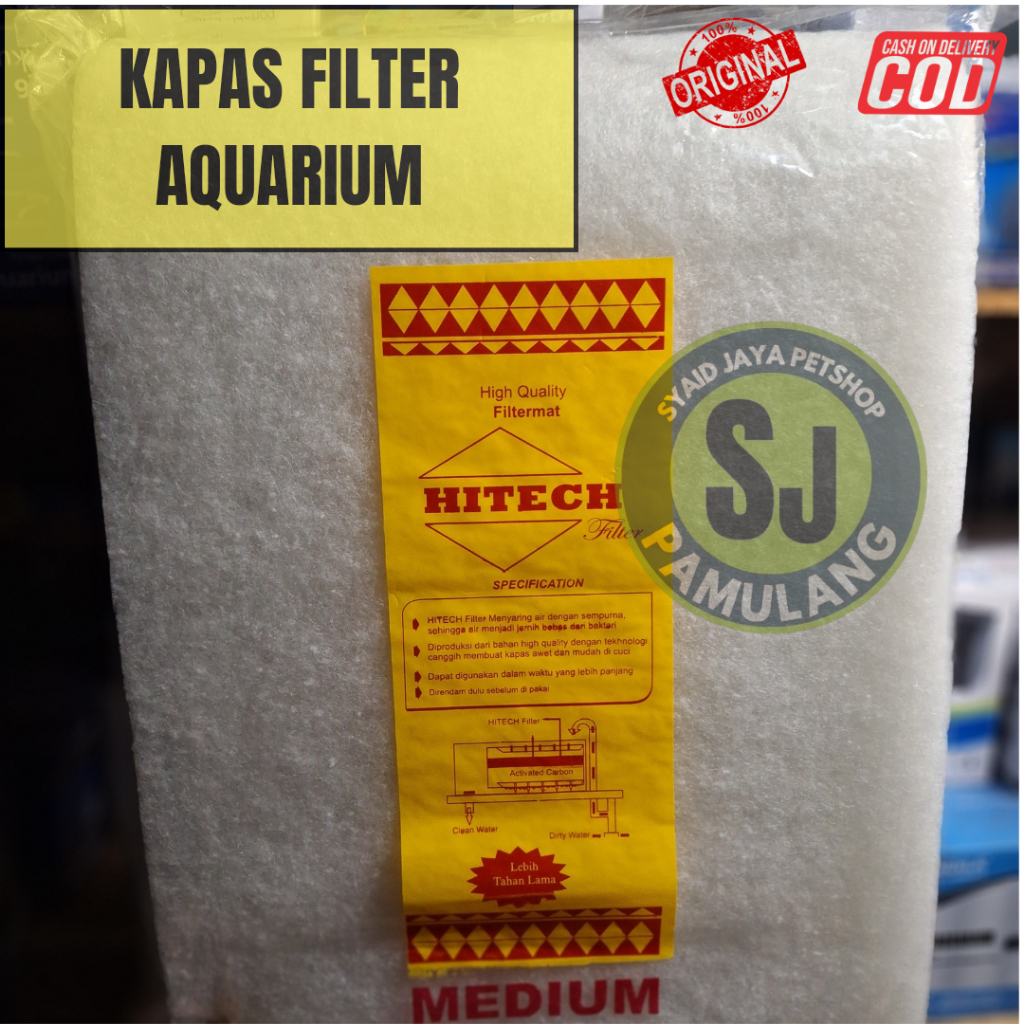 KAPAS FILTER
AQUARIUM
100%
ORIGINAL
100%
CASH ON DELIVERY
COD
High Quality
Filtermat
HITECH
Filter
SYAID JAYA PETSHOP
SJ
PAMULANG
SPECIFICATION
HITECH Filter Menyaring air dengan sempurna,
sehingga air menjadi jernih bebas dari baktari
Diproduksi dari bahan high quality dengan tekhnologi
canggih membuat kapas awet dan mudah di cuci
Dapat digunakan dalam waktu yang lebih panjang
Direndam dulu sebelum di pakai
HITECH Filter
Activated Carbon
Clean Water
Dirty Water
Lebih
Tahan Lama
MEDIUM